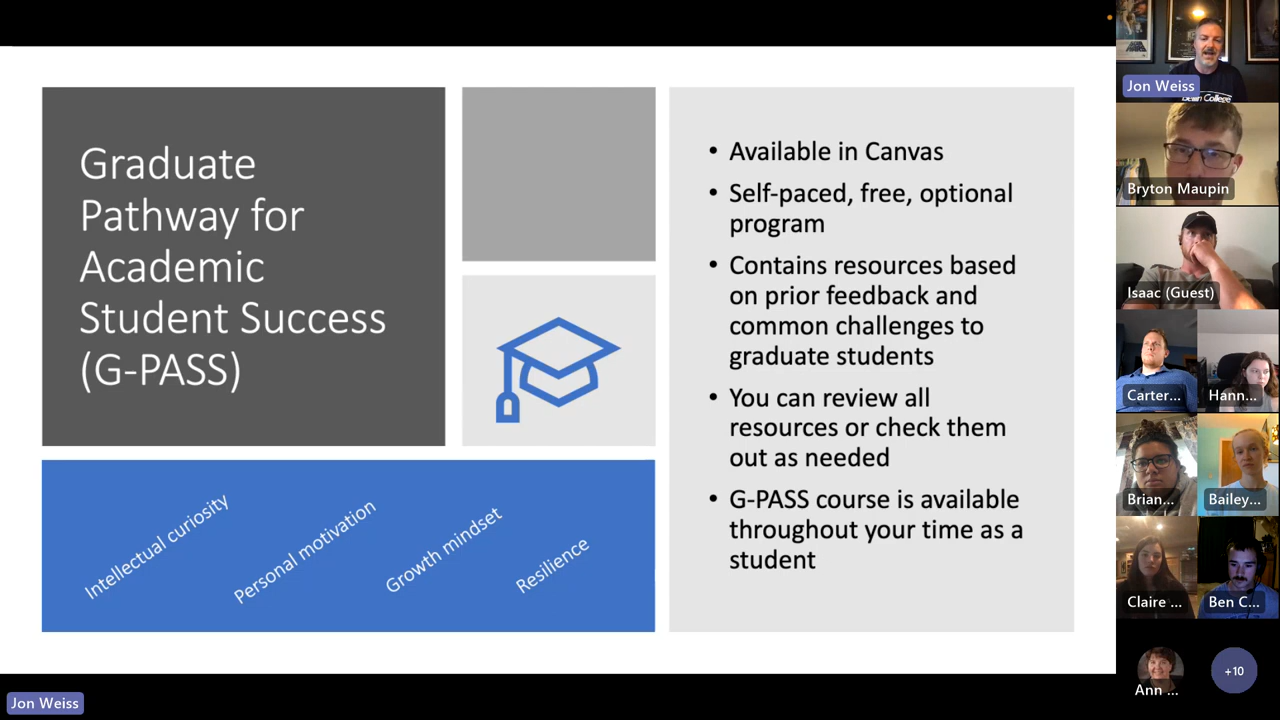 Graduate
Pathway for
Academic
Student Success
(G-PASS)
Intellectual curiosity
Personal motivation
Growth mindset
Resilience
• Available in Canvas
• Self-paced, free, optional
program
• Contains resources based
on prior feedback and
common challenges to
graduate students
• You can review all
resources or check them
out as needed
• G-PASS course is available
throughout your time as a
student
Jon Weiss
College
Bryton Maupin
Isaac (Guest)
Carter...
Hann...
Brian...
Bailey...
Claire ...
Ben C...
Ann ...
+10
Jon Weiss